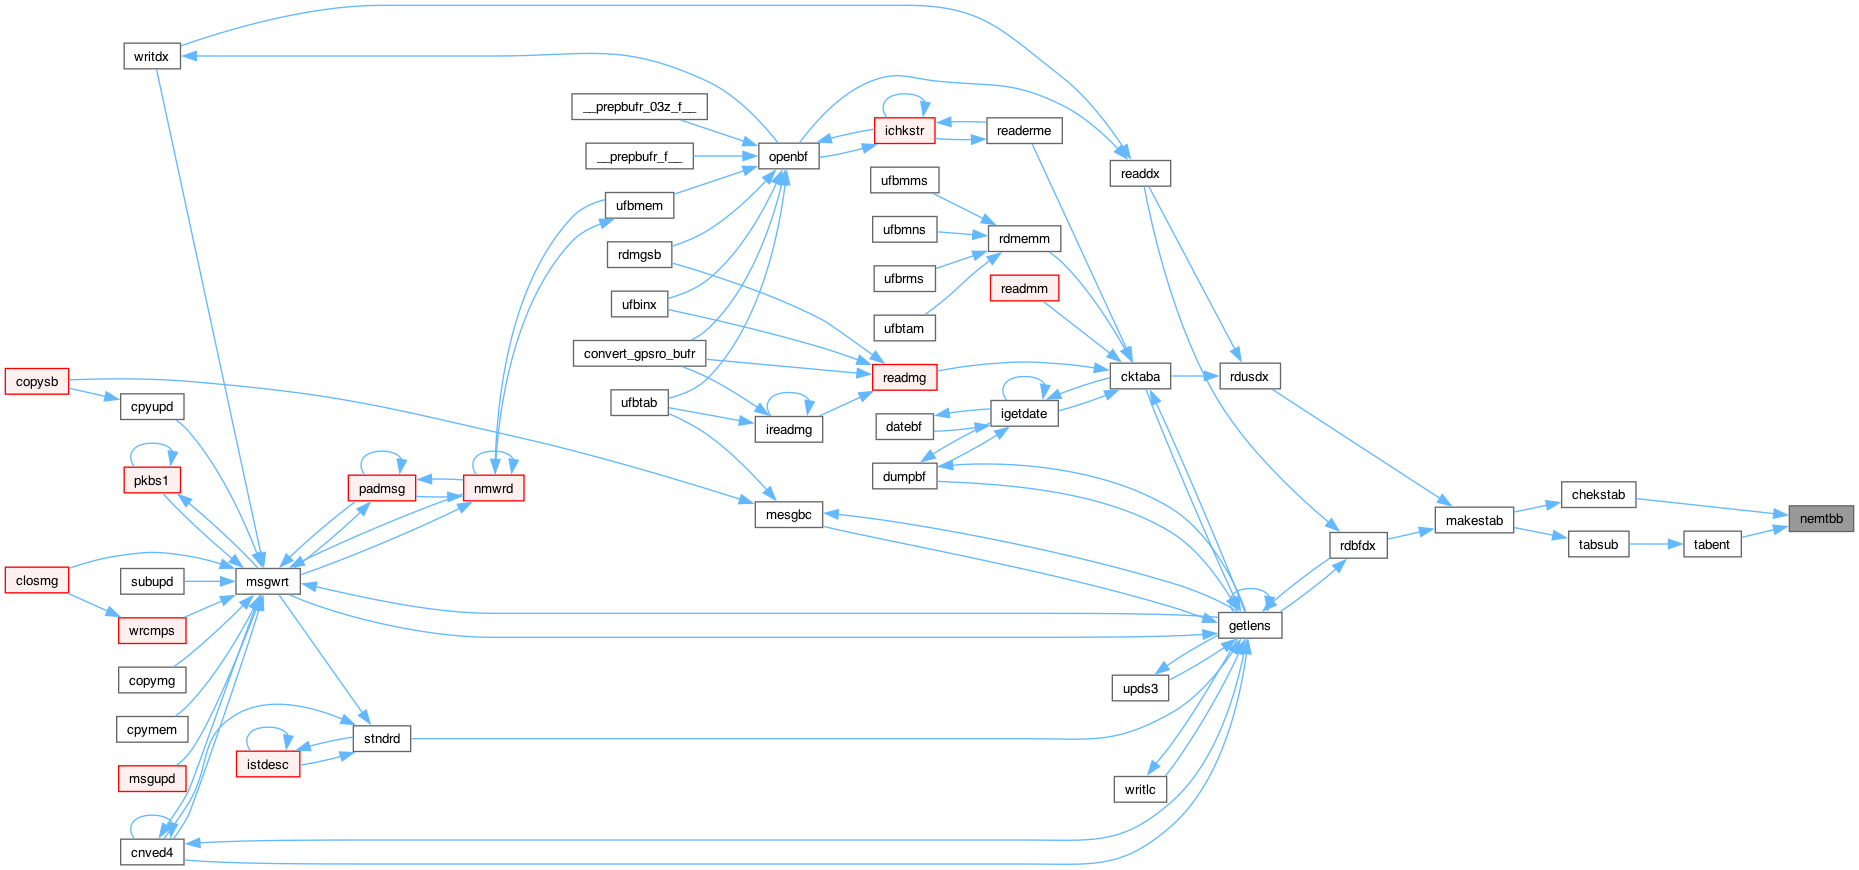 writdx
__prepbufr_03z_f__
ichkstr
readerme
__prepbufr_f__
openbf
readdx
ufbmms
ufbmem
ufbmns
rdmemm
rdmgsb
ufbrms
readmm
ufbinx
ufbtam
convert_gpsro_bufr
copysb
readmg
cktaba
rdusdx
cpyupd
ufbtab
igetdate
datebf
ireadmg
dumpbf
pkbs1
padmsg
nmwrd
chekstab
mesgbc
makestab
nemtbb
rdbfdx
tabsub
tabent
closmg
subupd
msgwrt
wrcmps
getlens
copymg
upds3
cpymem
stndrd
istdesc
msgupd
writlc
cnved4